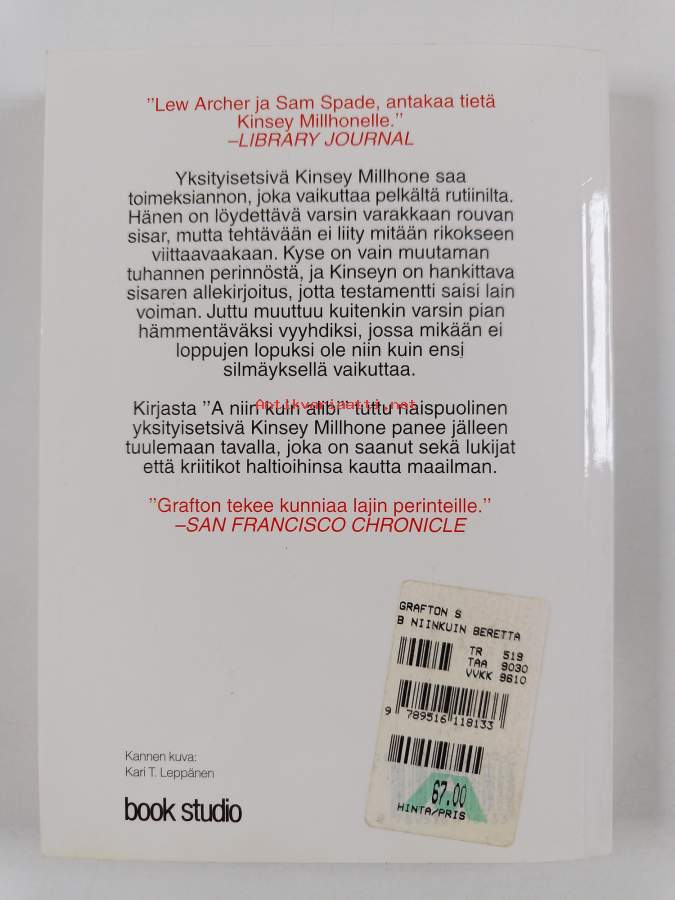 "Lew Archer ja Sam Spade, antakaa tietä
Kinsey Millhonelle."
–LIBRARY JOURNAL
Yksityisetsivä Kinsey Millhone saa
toimeksiannon, joka vaikuttaa pelkältä rutiinilta.
Hänen on löydettävä varsin varakkaan rouvan
sisar, mutta tehtävään ei liity mitään rikokseen
viittaavaakaan. Kyse on vain muutaman
tuhannen perinnöstä, ja Kinseyn on hankittava
sisaren allekirjoitus, jotta testamentti saisi lain
voiman. Juttu muuttuu kuitenkin varsin pian
hämmentäväksi vyyhdiksi, jossa mikään ei
loppujen lopuksi ole niin kuin ensi
silmäyksellä vaikuttaa.
Antikvariaatti.net
Kirjasta "A niin kuin alibi" tuttu naispuolinen
yksityisetsivä Kinsey Millhone panee jälleen
tuulemaan tavalla, joka on saanut sekä lukijat
että kriitikot haltioihinsa kautta maailman.
"Grafton tekee kunniaa lajin perinteille."
–SAN FRANCISCO CHRONICLE
GRAFTON S
B NIINKUIN BERETTA
TR 519
TAA 9030
VVKK 9610
9 789516 118133
67.00
HINTA/PRIS
Kannen kuva:
Kari T. Leppänen
book studio